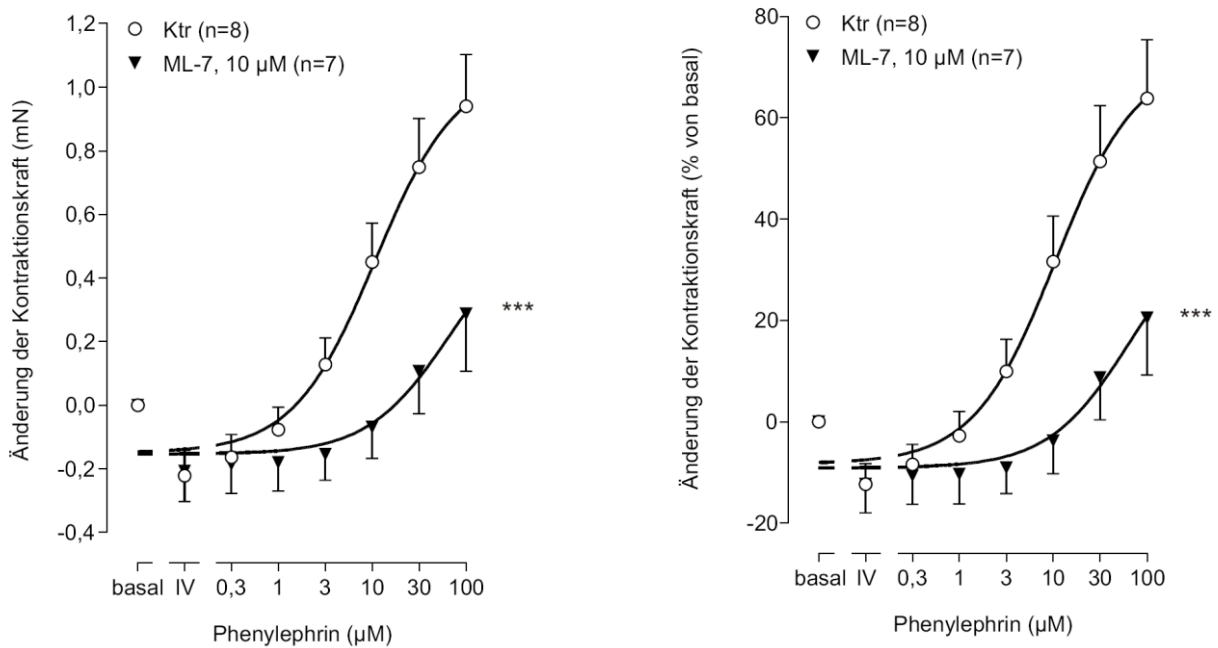 Änderung der Kontraktionskraft (mN)
1,2
1,0
0,8
0,6
0,4
0,2
0,0
-0,2
-0,4
Ktr (n=8)
ML-7, 10 µM (n=7)
***
basal IV 0,3 1 3 10 30 100
Phenylephrin (µM)
Änderung der Kontraktionskraft (% von basal)
80
60
40
20
0
-20
Ktr (n=8)
ML-7, 10 µM (n=7)
***
basal IV 0,3 1 3 10 30 100
Phenylephrin (µM)